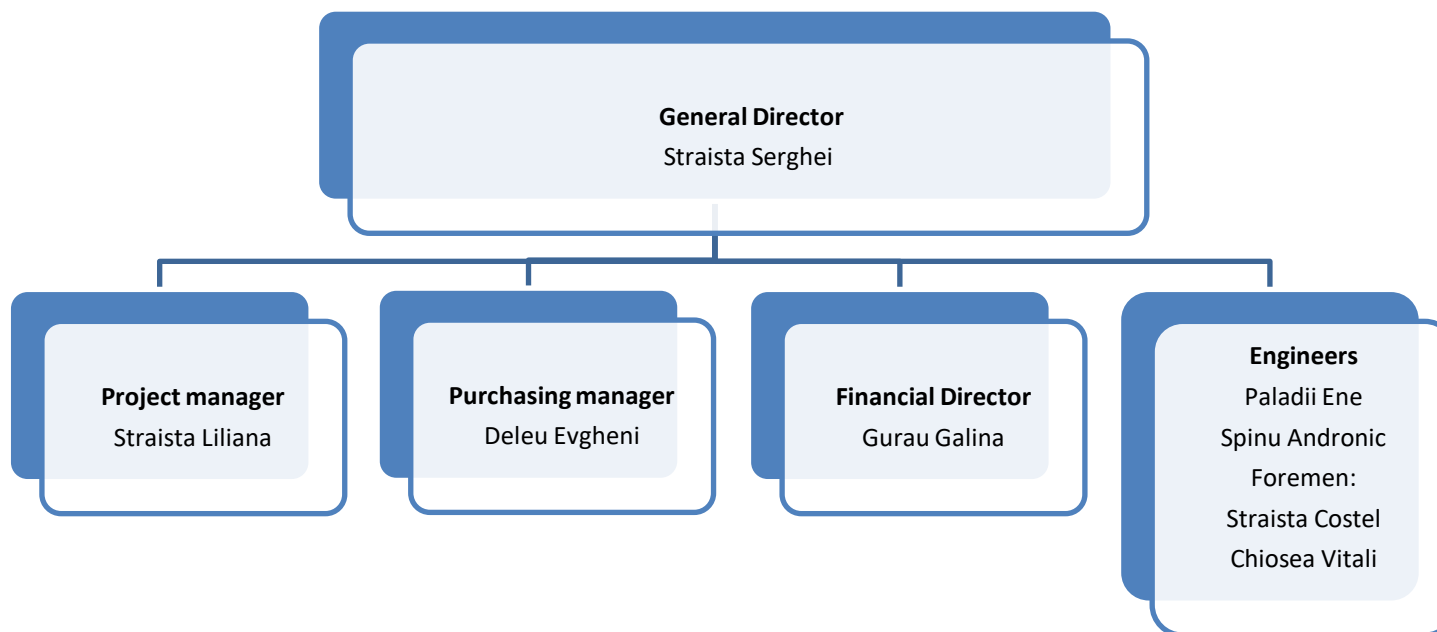 General Director
Straista Serghei
Project manager
Straista Liliana
Purchasing manager
Deleu Evgheni
Financial Director
Gurau Galina
Engineers
Paladii Ene
Spinu Andronic
Foremen:
Straista Costel
Chiosea Vitali